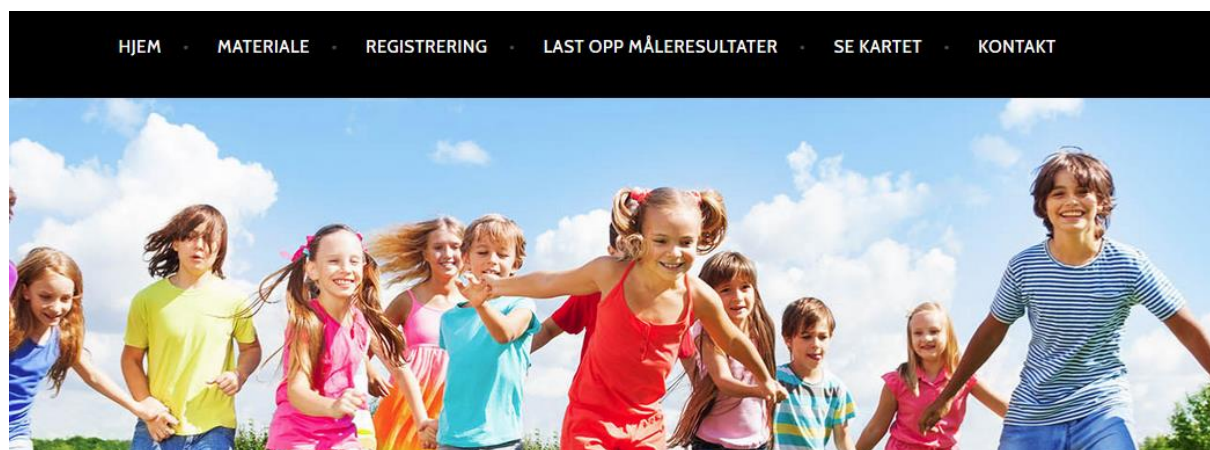 HJEM MATERIALE REGISTRERING LAST OPP MÅLERESULTATER SE KARTET KONTAKT